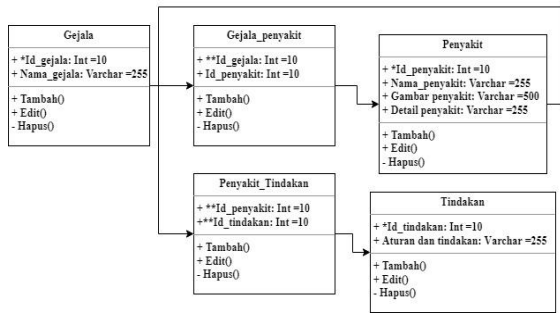 Gejala
+ *Id_gejala: Int =10
+ Nama_gejala: Varchar =255
+ Tambah()
+ Edit()
- Hapus()
Gejala_penyakit
+ **Id_gejala: Int =10
+ Id_penyakit: Int =10
+ Tambah()
+ Edit()
- Hapus()
Penyakit
+ *Id_penyakit: Int =10
+ Nama_penyakit: Varchar =255
+ Gambar penyakit: Varchar =500
+ Detail penyakit: Varchar =255
+ Tambah()
+ Edit()
- Hapus()
Penyakit_Tindakan
+ **Id_penyakit: Int =10
+**Id_tindakan: Int =10
+ Tambah()
+ Edit()
- Hapus()
Tindakan
+ *Id_tindakan: Int =10
+ Aturan dan tindakan: Varchar =255
+ Tambah()
+ Edit()
- Hapus()